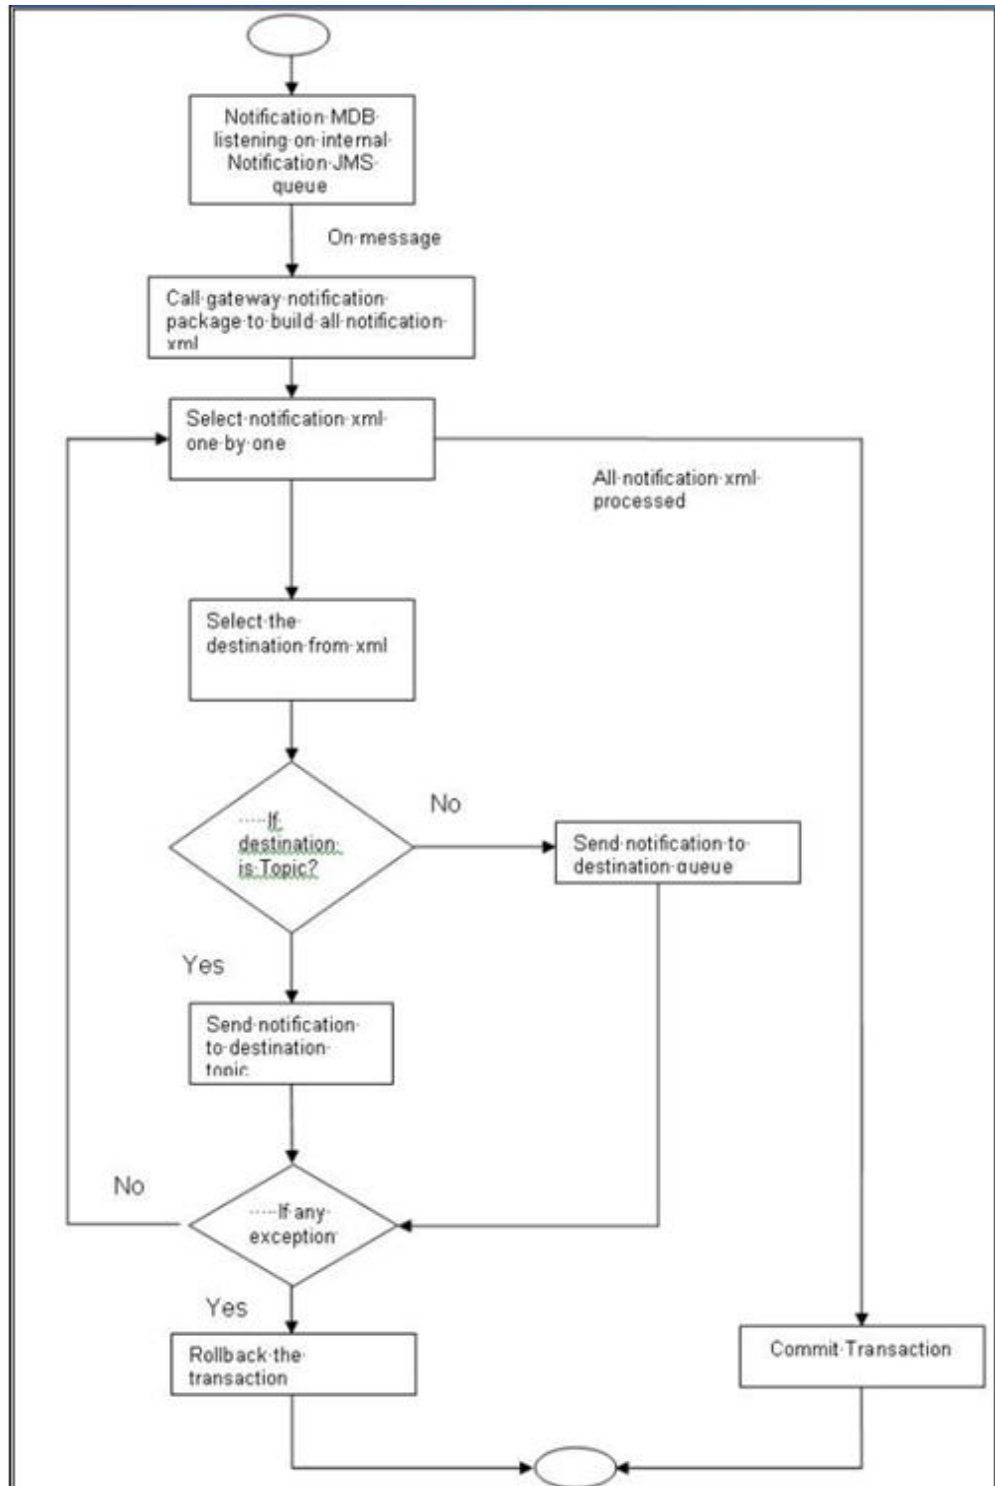 Notification MDB
listening on internal
Notification JMS
queue
On message
Call gateway notification
package to build all notification
xml
Select notification xml
one by one
All notification xml
processed
Select the
destination from xml
If
destination
is Topic?
No
Send notification to
destination queue
Yes
Send notification
to destination
topic
No
If any
exception
Yes
Rollback the
transaction
Commit Transaction